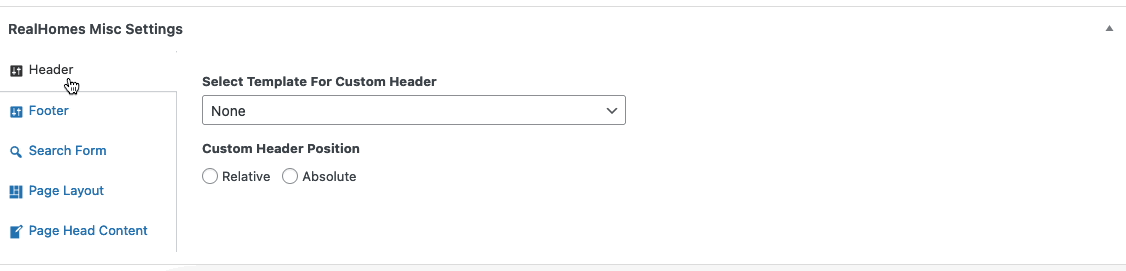 RealHomes Misc Settings
Header
Footer
Search Form
Page Layout
Page Head Content
Select Template For Custom Header
None
Custom Header Position
Relative Absolute